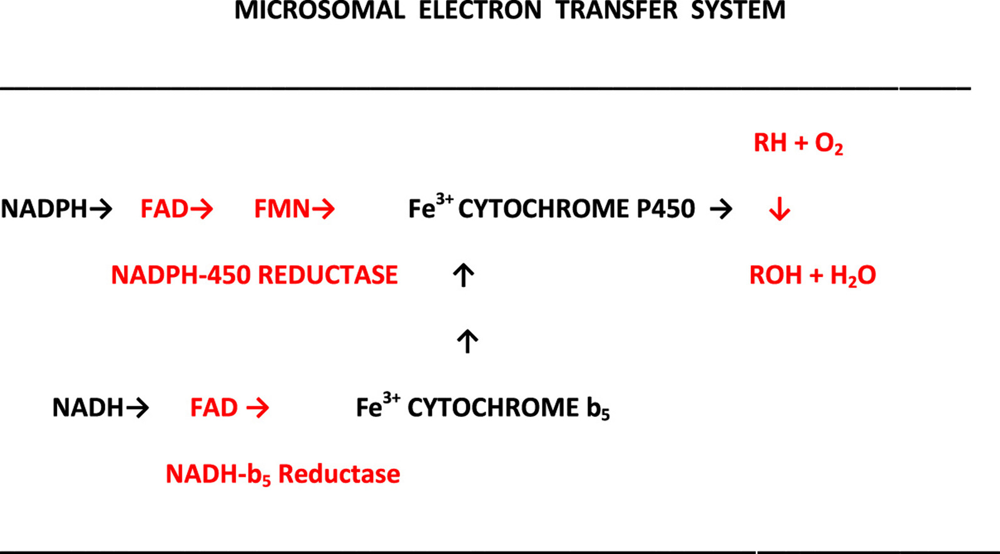 MICROSOMAL ELECTRON TRANSFER SYSTEM
RH + O₂
NADPH→ FAD→ FMN→ Fe³⁺ CYTOCHROME P450 → ↓
NADPH-450 REDUCTASE ↑ ROH + H₂O
↑
NADH→ FAD → Fe³⁺ CYTOCHROME b₅
NADH-b₅ Reductase